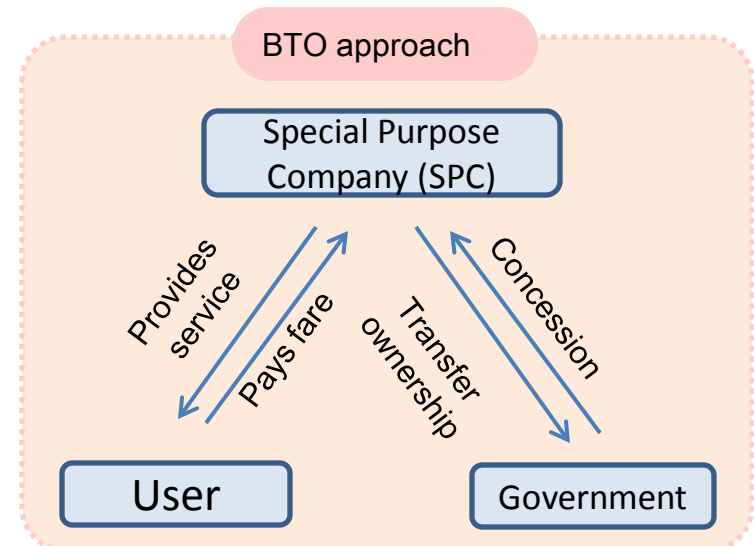 BTO approach
Special Purpose
Company (SPC)
Provides
service
Pays fare
Transfer
ownership
Concession
User
Government